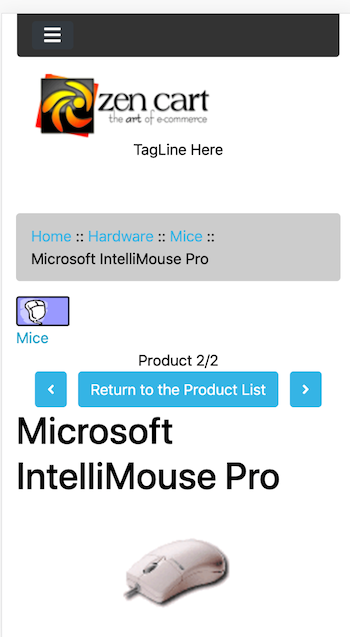 zen cart
the art of e-commerce
TagLine Here
Home :: Hardware :: Mice ::
Microsoft IntelliMouse Pro
Mice
Product 2/2
Return to the Product List
Microsoft
IntelliMouse Pro